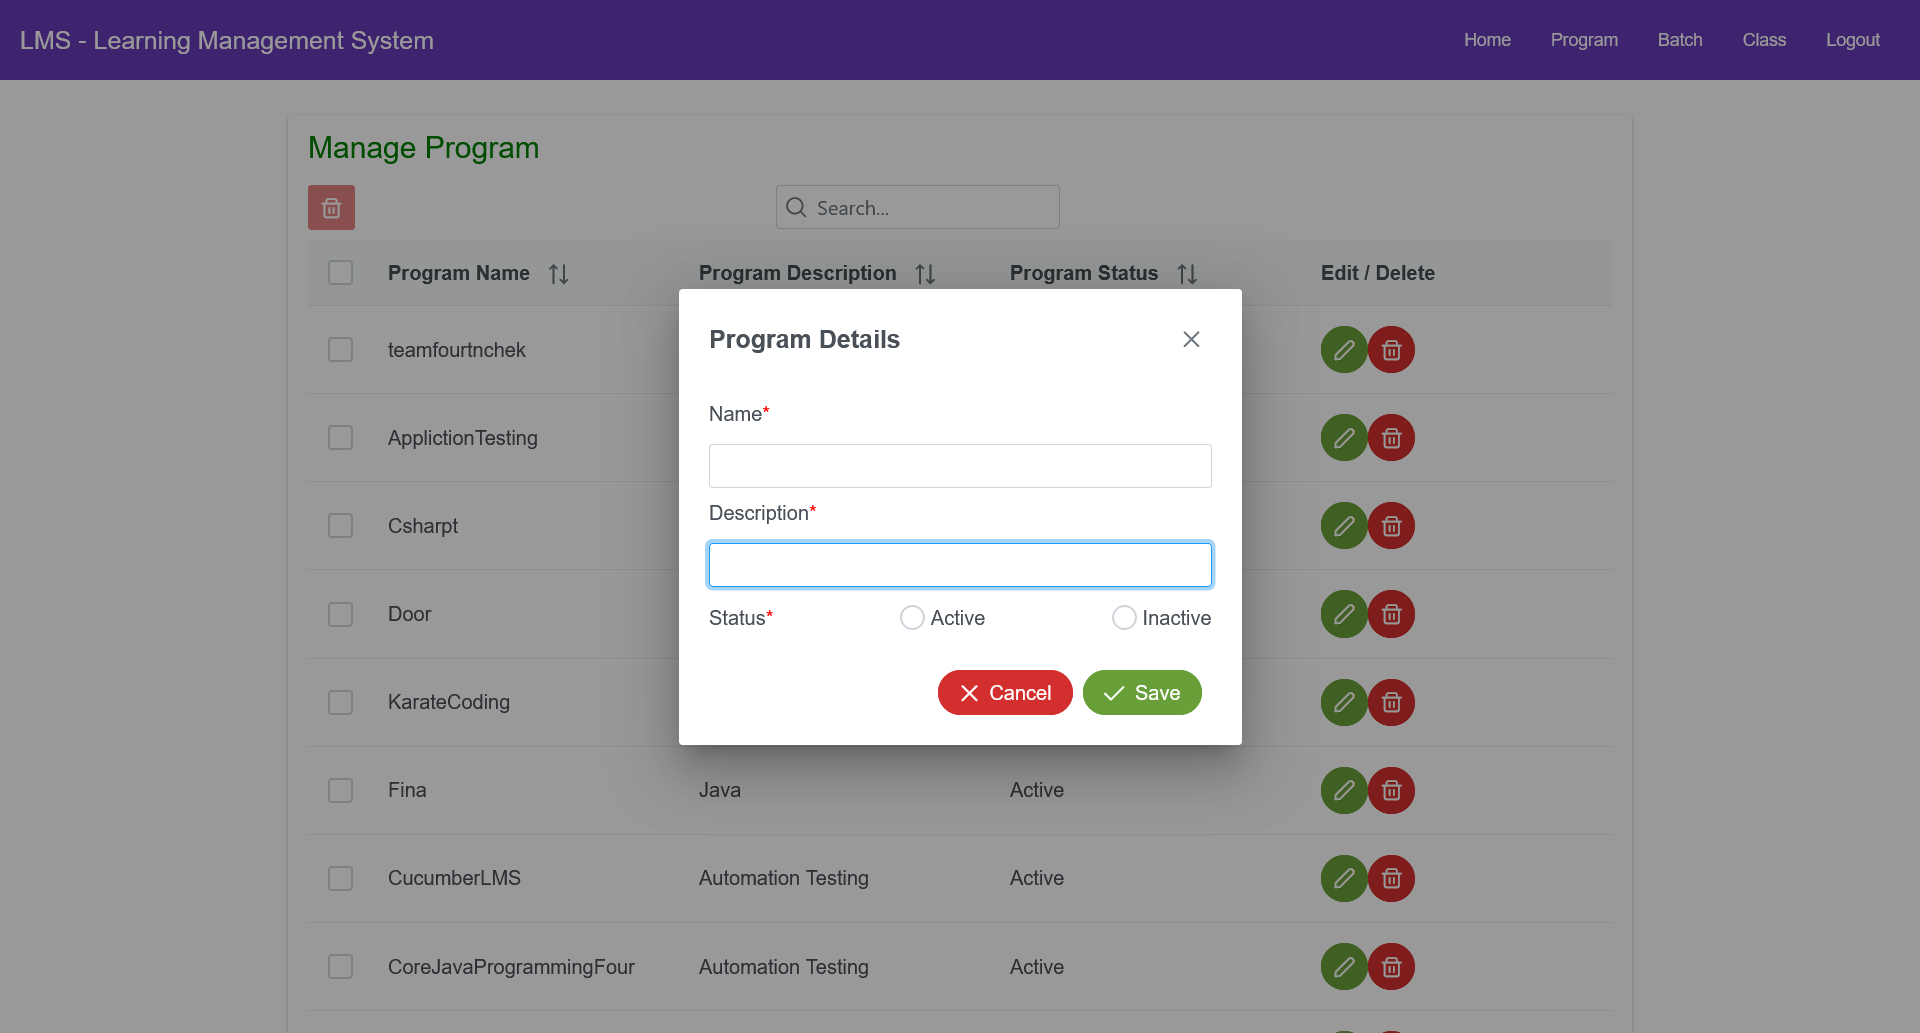 LMS - Learning Management System
Home Program Batch Class Logout
Manage Program
Search...
Program Name Program Description Program Status Edit / Delete
teamfourtnchek
ApplictionTesting
Csharpt
Door
KarateCoding
Fina Java Active
CucumberLMS Automation Testing Active
CoreJavaProgrammingFour Automation Testing Active
Program Details
Name*
Description*
Status* Active Inactive
Cancel Save